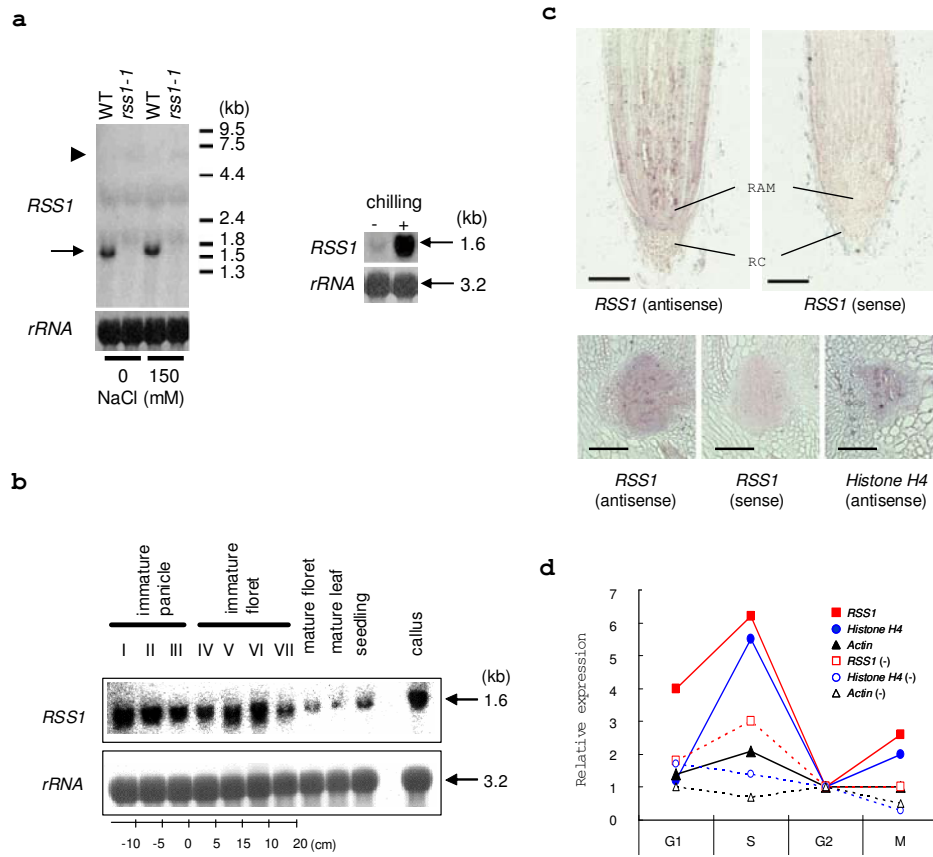 a
WT
rss1-1
WT
rss1-1
(kb)
9.5
7.5
4.4
2.4
1.8
1.5
1.3
RSS1
rRNA
0 150
NaCl (mM)
chilling
- +
(kb)
RSS1
1.6
rRNA
3.2
c
RAM
RC
RSS1 (antisense)
RSS1 (sense)
RSS1
(antisense)
RSS1
(sense)
Histone H4
(antisense)
b
immature
panicle
immature
floret
mature floret
mature leaf
seedling
callus
I II III IV V VI VII
(kb)
RSS1
1.6
rRNA
3.2
-10 -5 0 5 15 10 20 (cm)
d
Relative expression
7
6
5
4
3
2
1
0
RSS1
Histone H4
Actin
RSS1 (-)
Histone H4 (-)
Actin (-)
G1 S G2 M